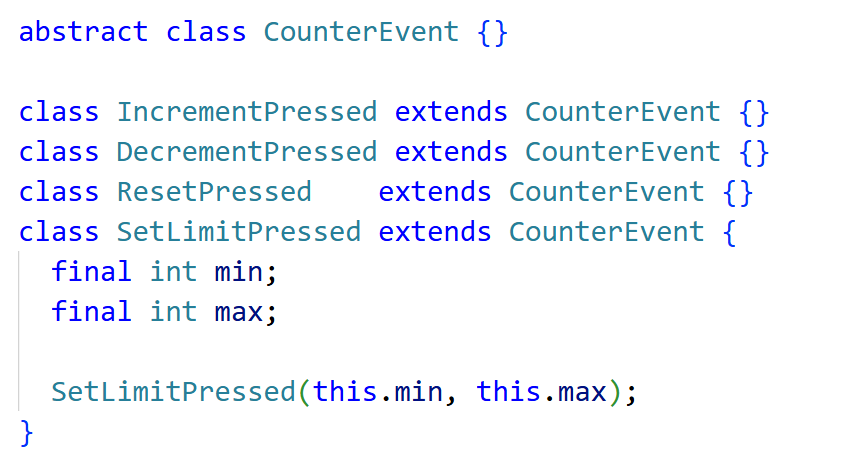 abstract class CounterEvent {}

class IncrementPressed extends CounterEvent {}
class DecrementPressed extends CounterEvent {}
class ResetPressed    extends CounterEvent {}
class SetLimitPressed extends CounterEvent {
  final int min;
  final int max;

  SetLimitPressed(this.min, this.max);
}